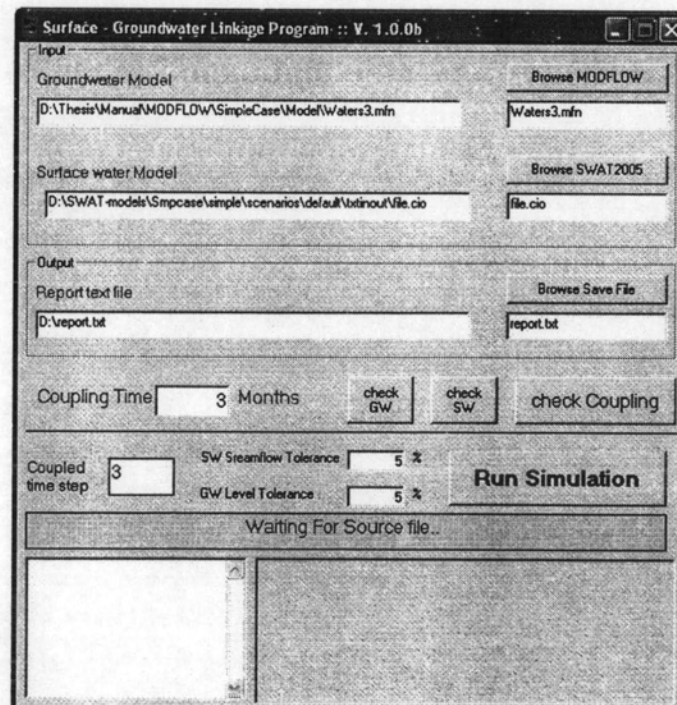 Surface - Groundwater Linkage Program :: V. 1.0.0b
Input
Groundwater Model
Browse MODFLOW
D:\Thesis\Manual\MODFLOW\SimpleCase\Model\Waters3.mfn
Waters3.mfn
Surface water Model
Browse SWAT2005
D:\SWAT-models\Smpcase\simple\scenarios\default\txtinout\file.cio
file.cio
Output
Report text file
Browse Save File
D:\report.txt
report.txt
Coupling Time 3 Months
check GW
check SW
check Coupling
Coupled time step
3
SW Sreamflow Tolerance 5 %
GW Level Tolerance 5 %
Run Simulation
Waiting For Source file..